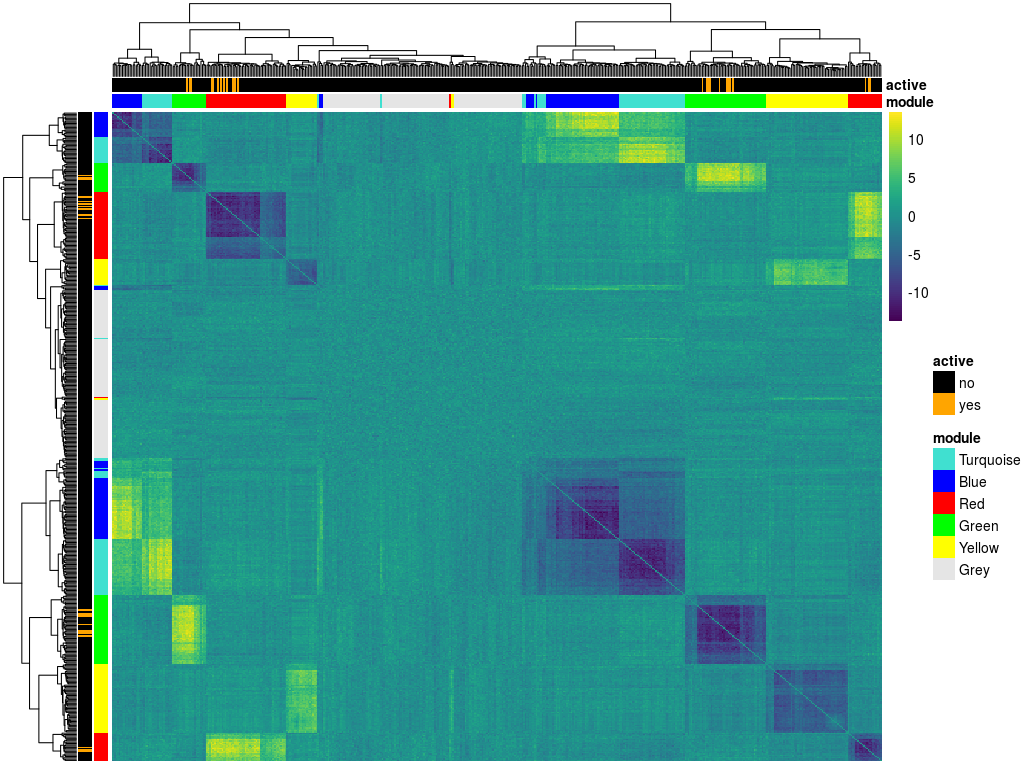 active
module
10
5
0
-5
-10
active
no
yes
module
Turquoise
Blue
Red
Green
Yellow
Grey